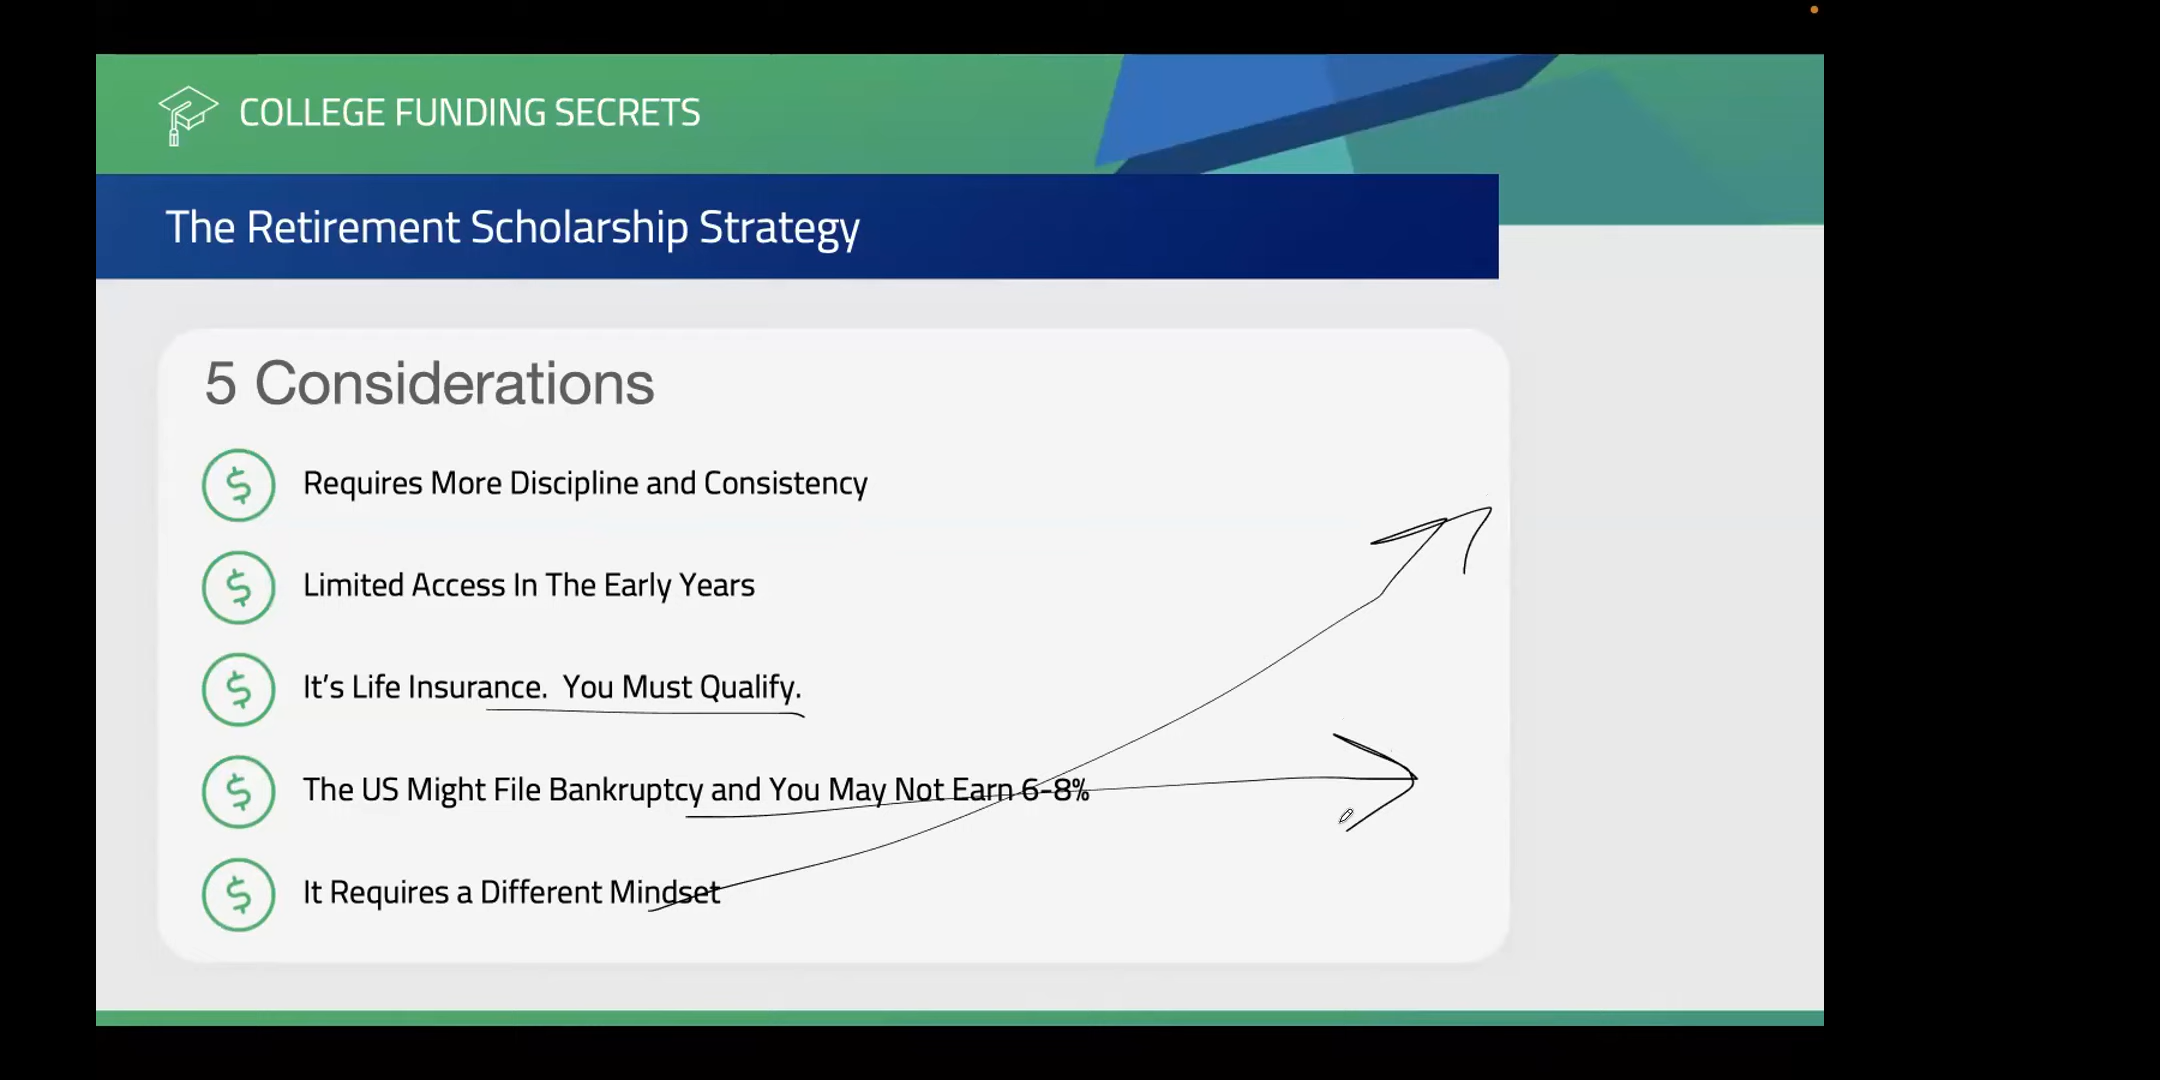 COLLEGE FUNDING SECRETS
The Retirement Scholarship Strategy
5 Considerations
$ Requires More Discipline and Consistency
$ Limited Access In The Early Years
$ It's Life Insurance.  You Must Qualify.
$ The US Might File Bankruptcy and You May Not Earn 6-8%
$ It Requires a Different Mindset